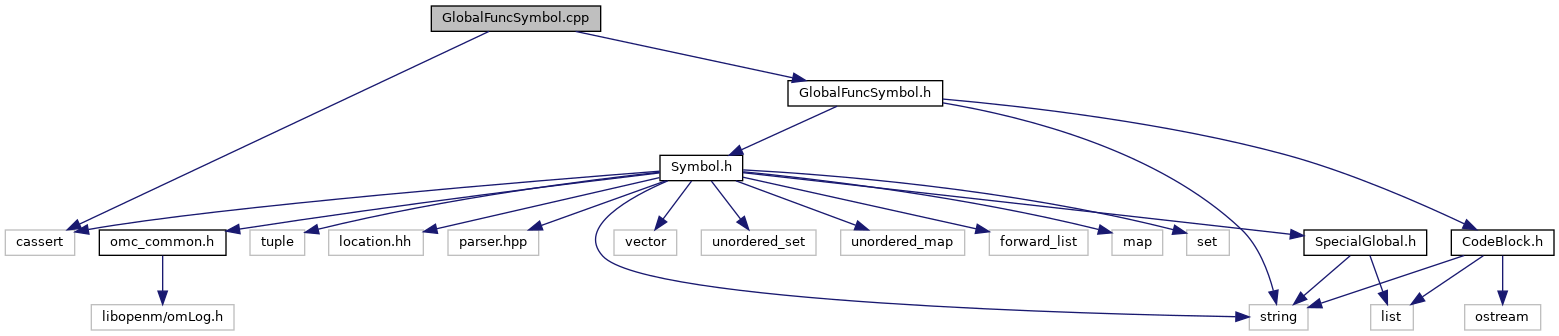 GlobalFuncSymbol.cpp
GlobalFuncSymbol.h
Symbol.h
cassert
omc_common.h
tuple
location.hh
parser.hpp
vector
unordered_set
unordered_map
forward_list
map
set
SpecialGlobal.h
CodeBlock.h
libopenm/omLog.h
string
list
ostream